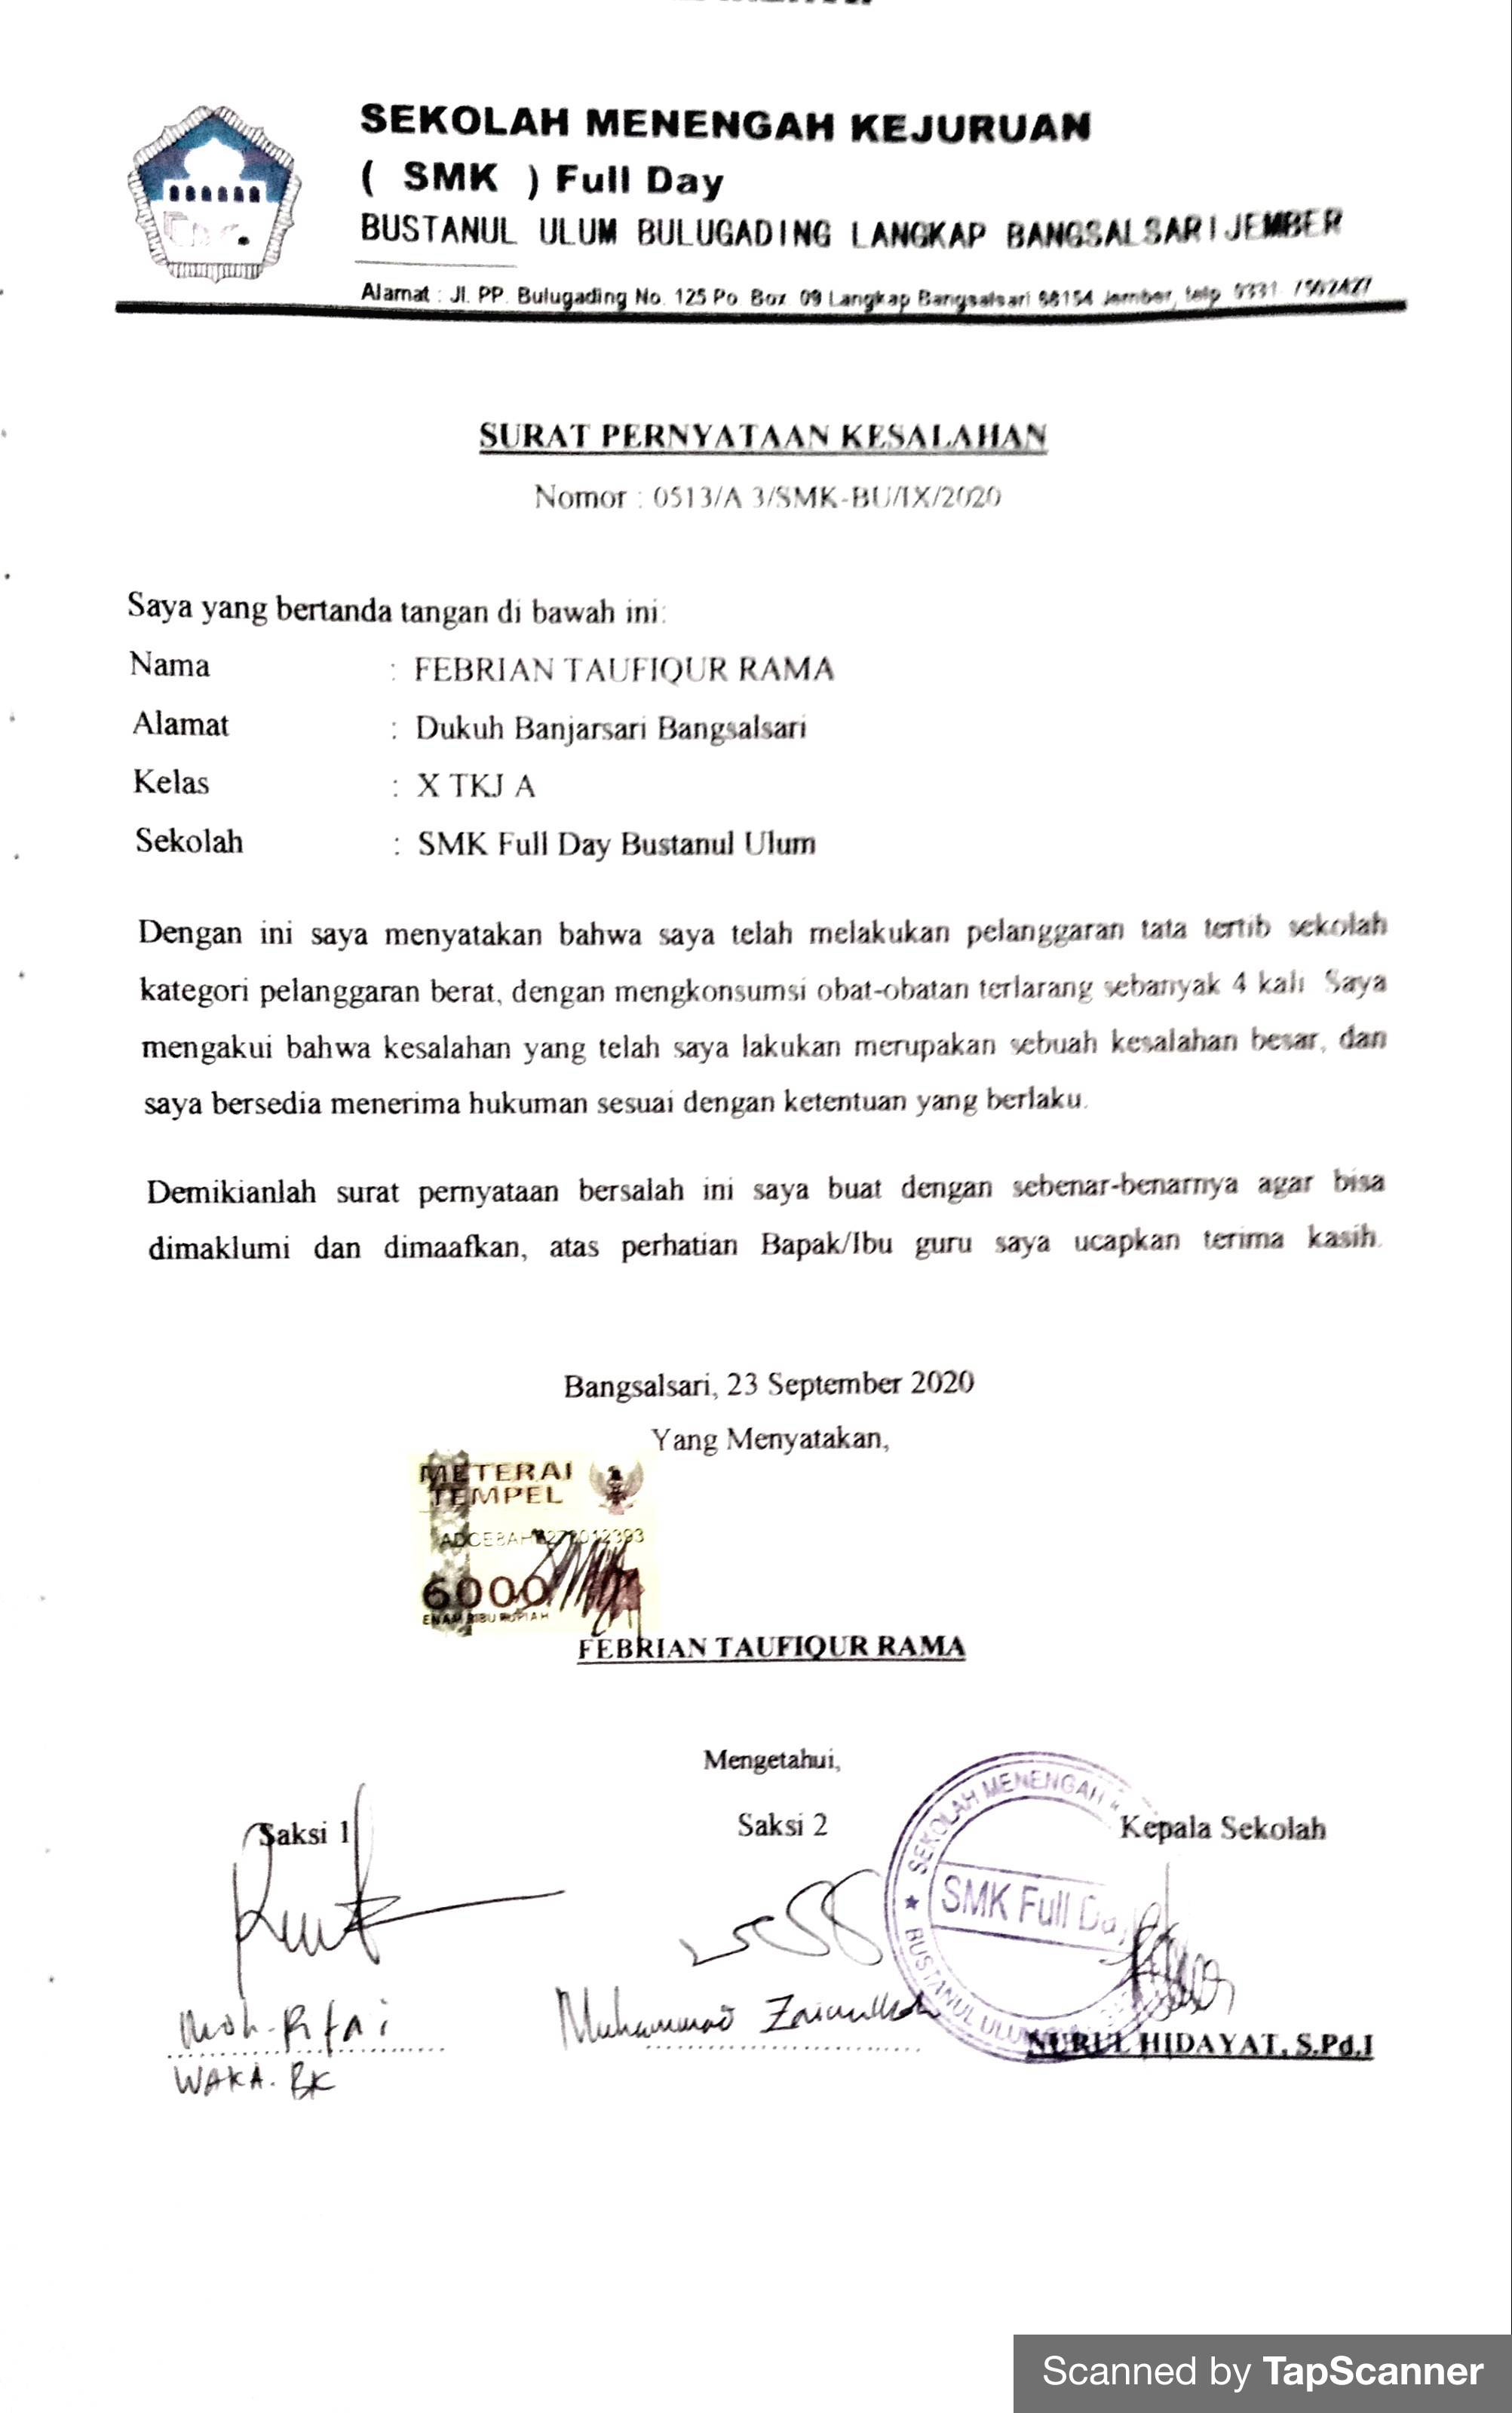 SEKOLAH MENENGAH KEJURUAN
( SMK ) Full Day
BUSTANUL ULUM BULUGADING LANGKAP BANGSALSARI JEMBER
Alamat : Jl. PP. Bulugading No. 125 Po. Box. 09 Langkap Bangsalsari 68154 Jember, telp. 0331
SURAT PERNYATAAN KESALAHAN
Nomor : 0513/A.3/SMK-BU/IX/2020
Saya yang bertanda tangan di bawah ini:
Nama : FEBRIAN TAUFIQUR RAMA
Alamat : Dukuh Banjarsari Bangsalsari
Kelas : X TKJ A
Sekolah : SMK Full Day Bustanul Ulum
Dengan ini saya menyatakan bahwa saya telah melakukan pelanggaran tata tertib sekolah
kategori pelanggaran berat, dengan mengkonsumsi obat-obatan terlarang sebanyak 4 kali. Saya
mengakui bahwa kesalahan yang telah saya lakukan merupakan sebuah kesalahan besar, dan
saya bersedia menerima hukuman sesuai dengan ketentuan yang berlaku.
Demikianlah surat pernyataan bersalah ini saya buat dengan sebenar-benarnya agar bisa
dimaklumi dan dimaafkan, atas perhatian Bapak/Ibu guru saya ucapkan terima kasih.
Bangsalsari, 23 September 2020
Yang Menyatakan,
METERAI
TEMPEL
6000
ENAM RIBU RUPIAH
FEBRIAN TAUFIQUR RAMA
Mengetahui,
Saksi 1 Saksi 2 Kepala Sekolah
SEKOLAH MENENGAH
SMK Full Day
BUSTANUL ULUM
Moh. Rifai Muhammad Zainullah NURUL HIDAYAT, S.Pd.I
WAKA. BK
Scanned by TapScanner